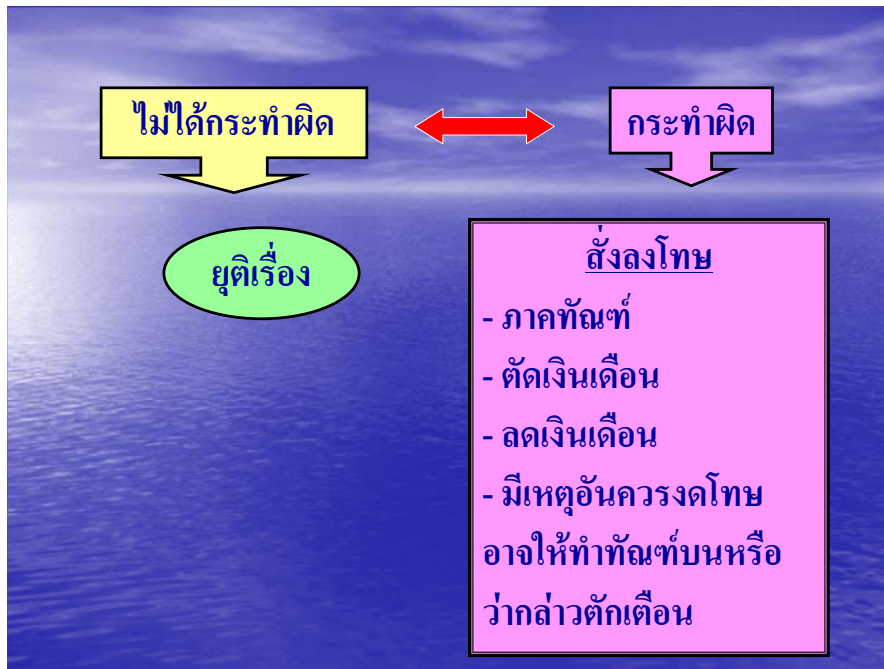 ไม่ได้กระทำผิด
กระทำผิด
ยุติเรื่อง
สั่งลงโทษ
- ภาคทัณฑ์
- ตัดเงินเดือน
- ลดเงินเดือน
- มีเหตุอันควรงดโทษ
อาจให้ทำทัณฑ์บนหรือ
ว่ากล่าวตักเตือน